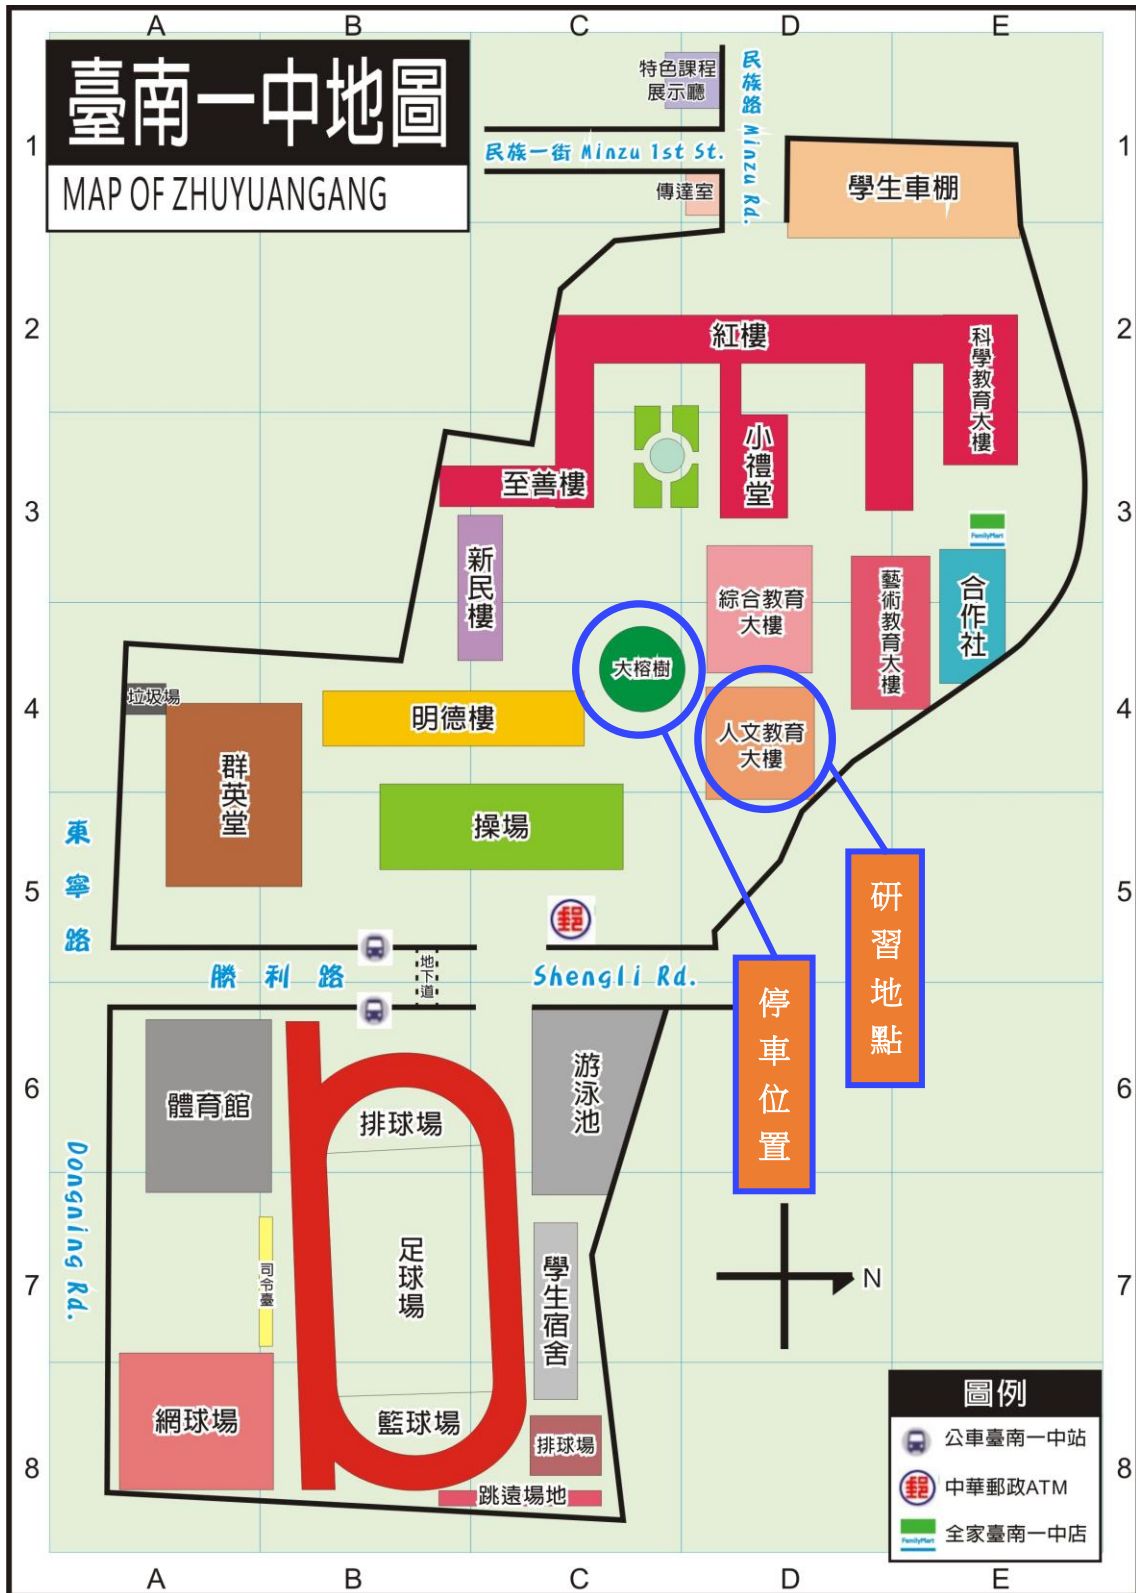 A
B
C
D
E
臺南一中地圖
MAP OF ZHUYUANGANG
特色課程
展示廳
民族路 Minzu Rd.
1
1
民族一街 Minzu 1st St.
傳達室
學生車棚
2
2
紅樓
科學教育大樓
小禮堂
至善樓
3
3
FamilyMart
新民樓
綜合教育
大樓
藝術教育大樓
合作社
大榕樹
垃圾場
4
4
明德樓
人文教育
大樓
群英堂
操場
東寧路
5
5
郵
研習地點
勝利路
地下道
Shengli Rd.
停車位置
體育館
排球場
游泳池
6
6
Dongning Rd.
司令臺
足球場
學生宿舍
N
7
7
網球場
籃球場
排球場
跳遠場地
8
8
圖例
公車臺南一中站
郵
中華郵政ATM
FamilyMart
全家臺南一中店
A
B
C
D
E